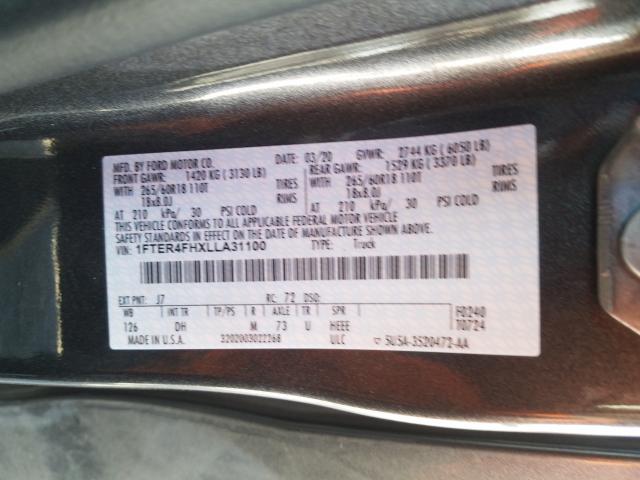 MFD. BY FORD MOTOR CO. DATE: 03/20 GVWR: 2744 KG ( 6050 LB)
FRONT GAWR: 1420 KG ( 3130 LB) REAR GAWR: 1529 KG ( 3370 LB)
WITH 265/60R18 110T TIRES WITH 265/60R18 110T TIRES
18x8.0J RIMS 18x8.0J RIMS
AT 210 kPa/ 30 PSI COLD AT 210 kPa/ 30 PSI COLD
THIS VEHICLE CONFORMS TO ALL APPLICABLE FEDERAL MOTOR VEHICLE
SAFETY STANDARDS IN EFFECT ON THE DATE OF MANUFACTURE SHOWN ABOVE.
VIN: 1FTER4FHXLLA31100 TYPE: Truck
EXT PNT: J7 RC: 72 DSO:
WB INT TR TP/PS R AXLE TR SPR F0240
126 DH M 73 U HEEE T0724
MADE IN U.S.A. 3202003022268 ULC 5U5A-3520472-AA